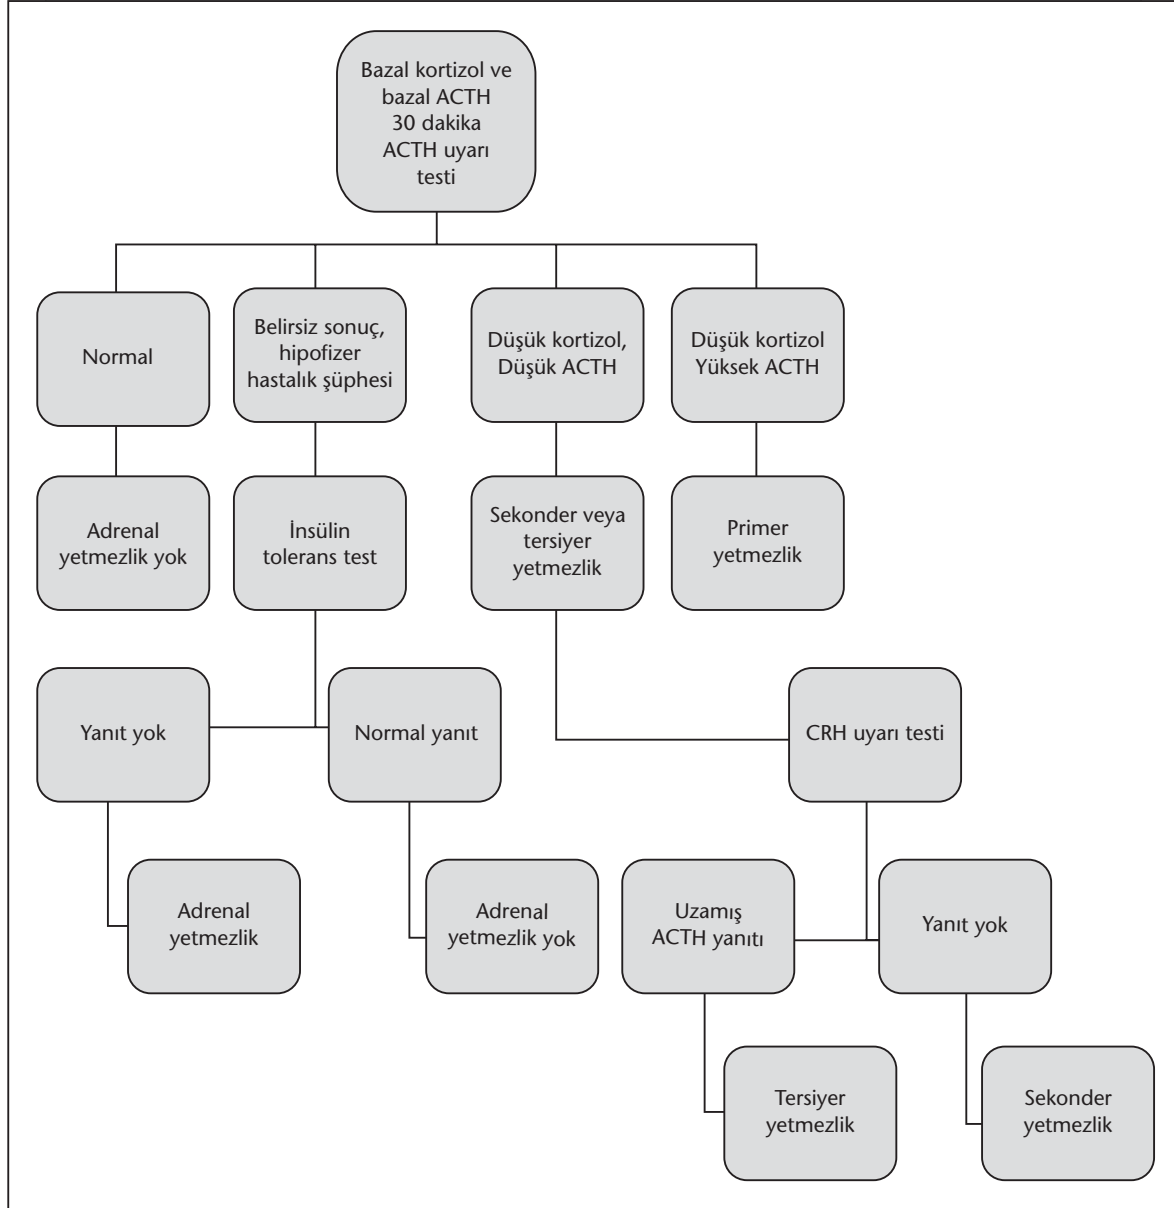 Bazal kortizol ve
bazal ACTH
30 dakika
ACTH uyarı
testi
Normal
Belirsiz sonuç,
hipofizer
hastalık şüphesi
Düşük kortizol,
Düşük ACTH
Düşük kortizol
Yüksek ACTH
Adrenal
yetmezlik yok
İnsülin
tolerans test
Sekonder veya
tersiyer
yetmezlik
Primer
yetmezlik
Yanıt yok
Normal yanıt
CRH uyarı testi
Adrenal
yetmezlik
Adrenal
yetmezlik yok
Uzamış
ACTH yanıtı
Yanıt yok
Tersiyer
yetmezlik
Sekonder
yetmezlik